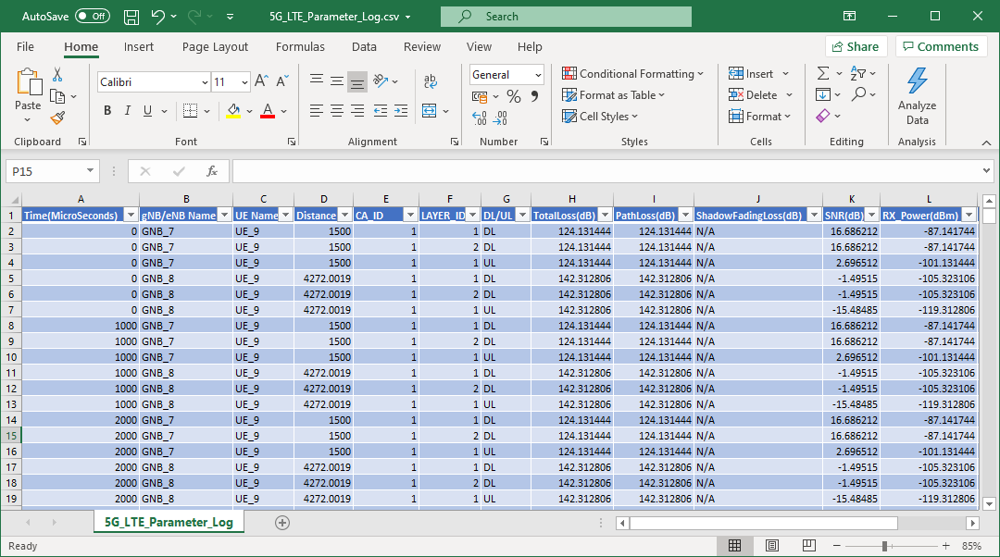 AutoSave Off 5G_LTE_Parameter_Log.csv Search
File Home Insert Page Layout Formulas Data Review View Help Share Comments
Calibri 11 ab c General Conditional Formatting Insert
Paste % Format as Table Delete Analyze
B I U A Cell Styles Format Data
Clipboard Font Alignment Number Styles Cells Editing Analysis
P15 fx
A B C D E F G H I J K L
1 Time(MicroSeconds) gNB/eNB Name UE Name Distance CA_ID LAYER_ID DL/UL TotalLoss(dB) PathLoss(dB) ShadowFadingLoss(dB) SNR(dB) RX_Power(dBm)
2 0 GNB_7 UE_9 1500 1 1 DL 124.131444 124.131444 N/A 16.686212 -87.141744
3 0 GNB_7 UE_9 1500 1 2 DL 124.131444 124.131444 N/A 16.686212 -87.141744
4 0 GNB_7 UE_9 1500 1 1 UL 124.131444 124.131444 N/A 2.696512 -101.131444
5 0 GNB_8 UE_9 4272.0019 1 1 DL 142.312806 142.312806 N/A -1.49515 -105.323106
6 0 GNB_8 UE_9 4272.0019 1 2 DL 142.312806 142.312806 N/A -1.49515 -105.323106
7 0 GNB_8 UE_9 4272.0019 1 1 UL 142.312806 142.312806 N/A -15.48485 -119.312806
8 1000 GNB_7 UE_9 1500 1 1 DL 124.131444 124.131444 N/A 16.686212 -87.141744
9 1000 GNB_7 UE_9 1500 1 2 DL 124.131444 124.131444 N/A 16.686212 -87.141744
10 1000 GNB_7 UE_9 1500 1 1 UL 124.131444 124.131444 N/A 2.696512 -101.131444
11 1000 GNB_8 UE_9 4272.0019 1 1 DL 142.312806 142.312806 N/A -1.49515 -105.323106
12 1000 GNB_8 UE_9 4272.0019 1 2 DL 142.312806 142.312806 N/A -1.49515 -105.323106
13 1000 GNB_8 UE_9 4272.0019 1 1 UL 142.312806 142.312806 N/A -15.48485 -119.312806
14 2000 GNB_7 UE_9 1500 1 1 DL 124.131444 124.131444 N/A 16.686212 -87.141744
15 2000 GNB_7 UE_9 1500 1 2 DL 124.131444 124.131444 N/A 16.686212 -87.141744
16 2000 GNB_7 UE_9 1500 1 1 UL 124.131444 124.131444 N/A 2.696512 -101.131444
17 2000 GNB_8 UE_9 4272.0019 1 1 DL 142.312806 142.312806 N/A -1.49515 -105.323106
18 2000 GNB_8 UE_9 4272.0019 1 2 DL 142.312806 142.312806 N/A -1.49515 -105.323106
19 2000 GNB_8 UE_9 4272.0019 1 1 UL 142.312806 142.312806 N/A -15.48485 -119.312806
5G_LTE_Parameter_Log
Ready 85%